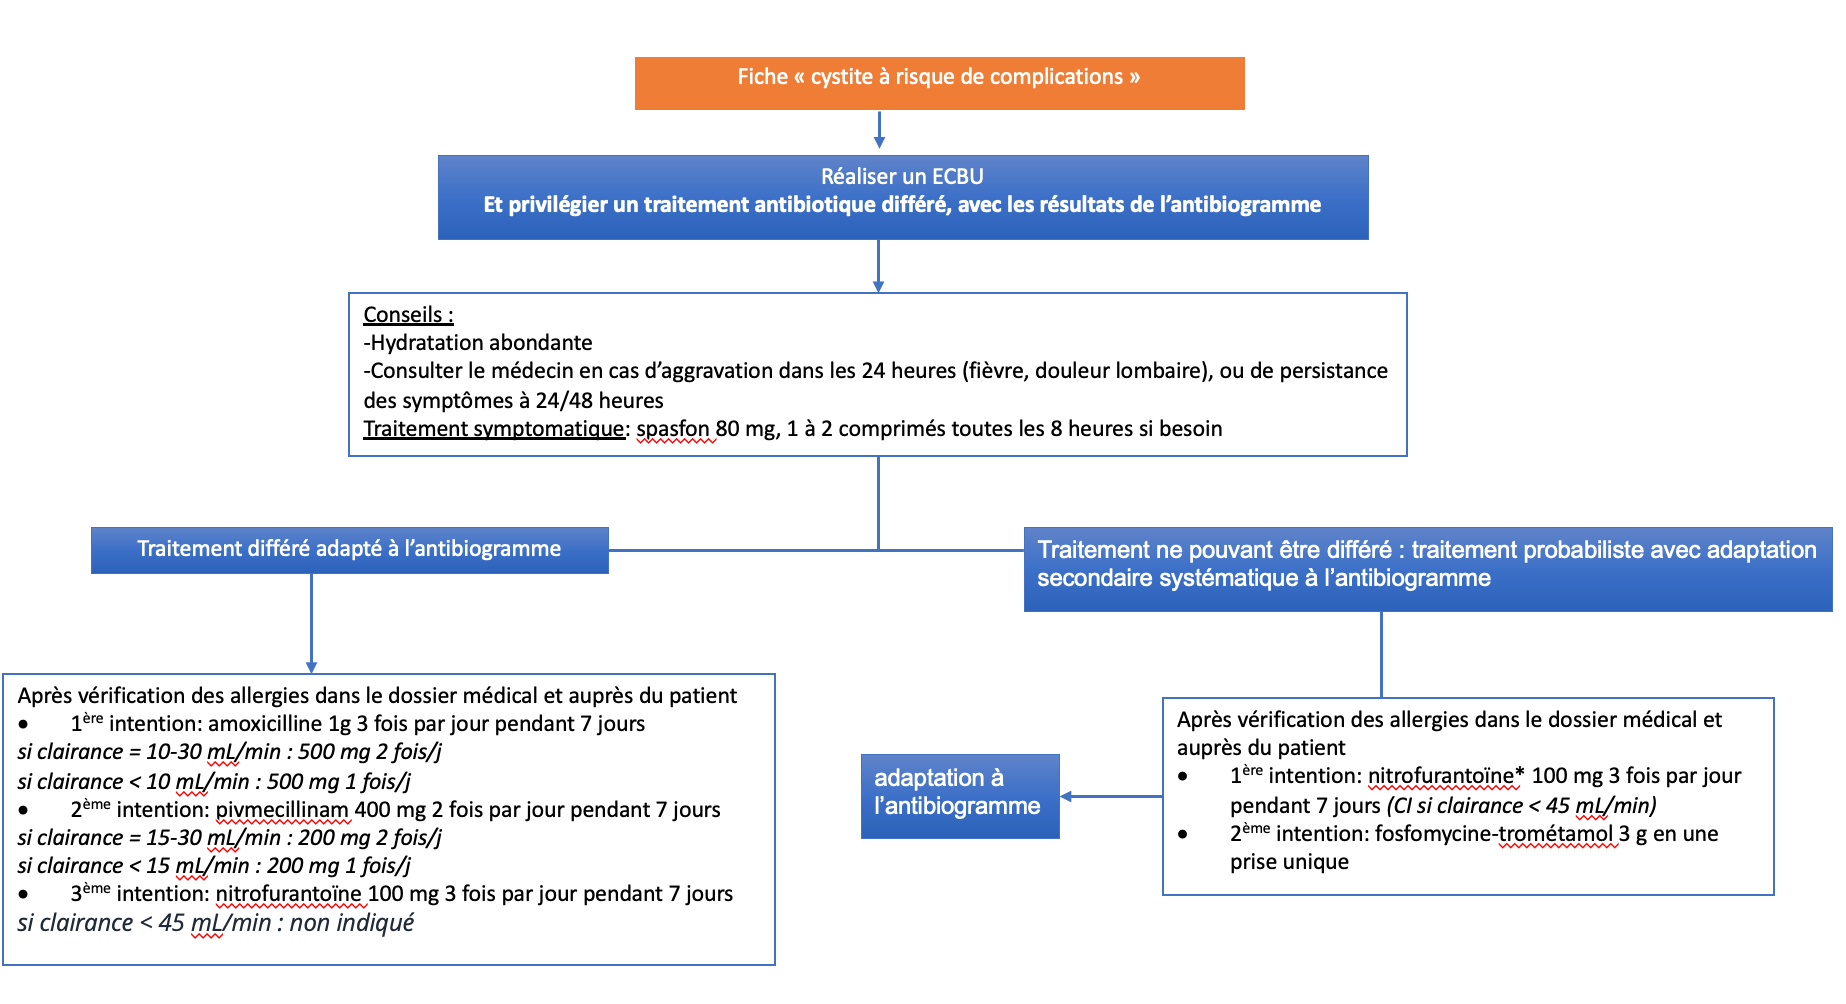 Fiche « cystite à risque de complications »
Réaliser un ECBU
Et privilégier un traitement antibiotique différé, avec les résultats de l’antibiogramme
Conseils :
-Hydratation abondante
-Consulter le médecin en cas d’aggravation dans les 24 heures (fièvre, douleur lombaire), ou de persistance
des symptômes à 24/48 heures
Traitement symptomatique: spasfon 80 mg, 1 à 2 comprimés toutes les 8 heures si besoin
Traitement différé adapté à l’antibiogramme
Traitement ne pouvant être différé : traitement probabiliste avec adaptation
secondaire systématique à l’antibiogramme
Après vérification des allergies dans le dossier médical et auprès du patient
• 1ère intention: amoxicilline 1g 3 fois par jour pendant 7 jours
si clairance = 10-30 mL/min : 500 mg 2 fois/j
si clairance < 10 mL/min : 500 mg 1 fois/j
• 2ème intention: pivmecillinam 400 mg 2 fois par jour pendant 7 jours
si clairance = 15-30 mL/min : 200 mg 2 fois/j
si clairance < 15 mL/min : 200 mg 1 fois/j
• 3ème intention: nitrofurantoïne 100 mg 3 fois par jour pendant 7 jours
si clairance < 45 mL/min : non indiqué
adaptation à
l’antibiogramme
Après vérification des allergies dans le dossier médical et
auprès du patient
• 1ère intention: nitrofurantoïne* 100 mg 3 fois par jour
pendant 7 jours (CI si clairance < 45 mL/min)
• 2ème intention: fosfomycine-trométamol 3 g en une
prise unique